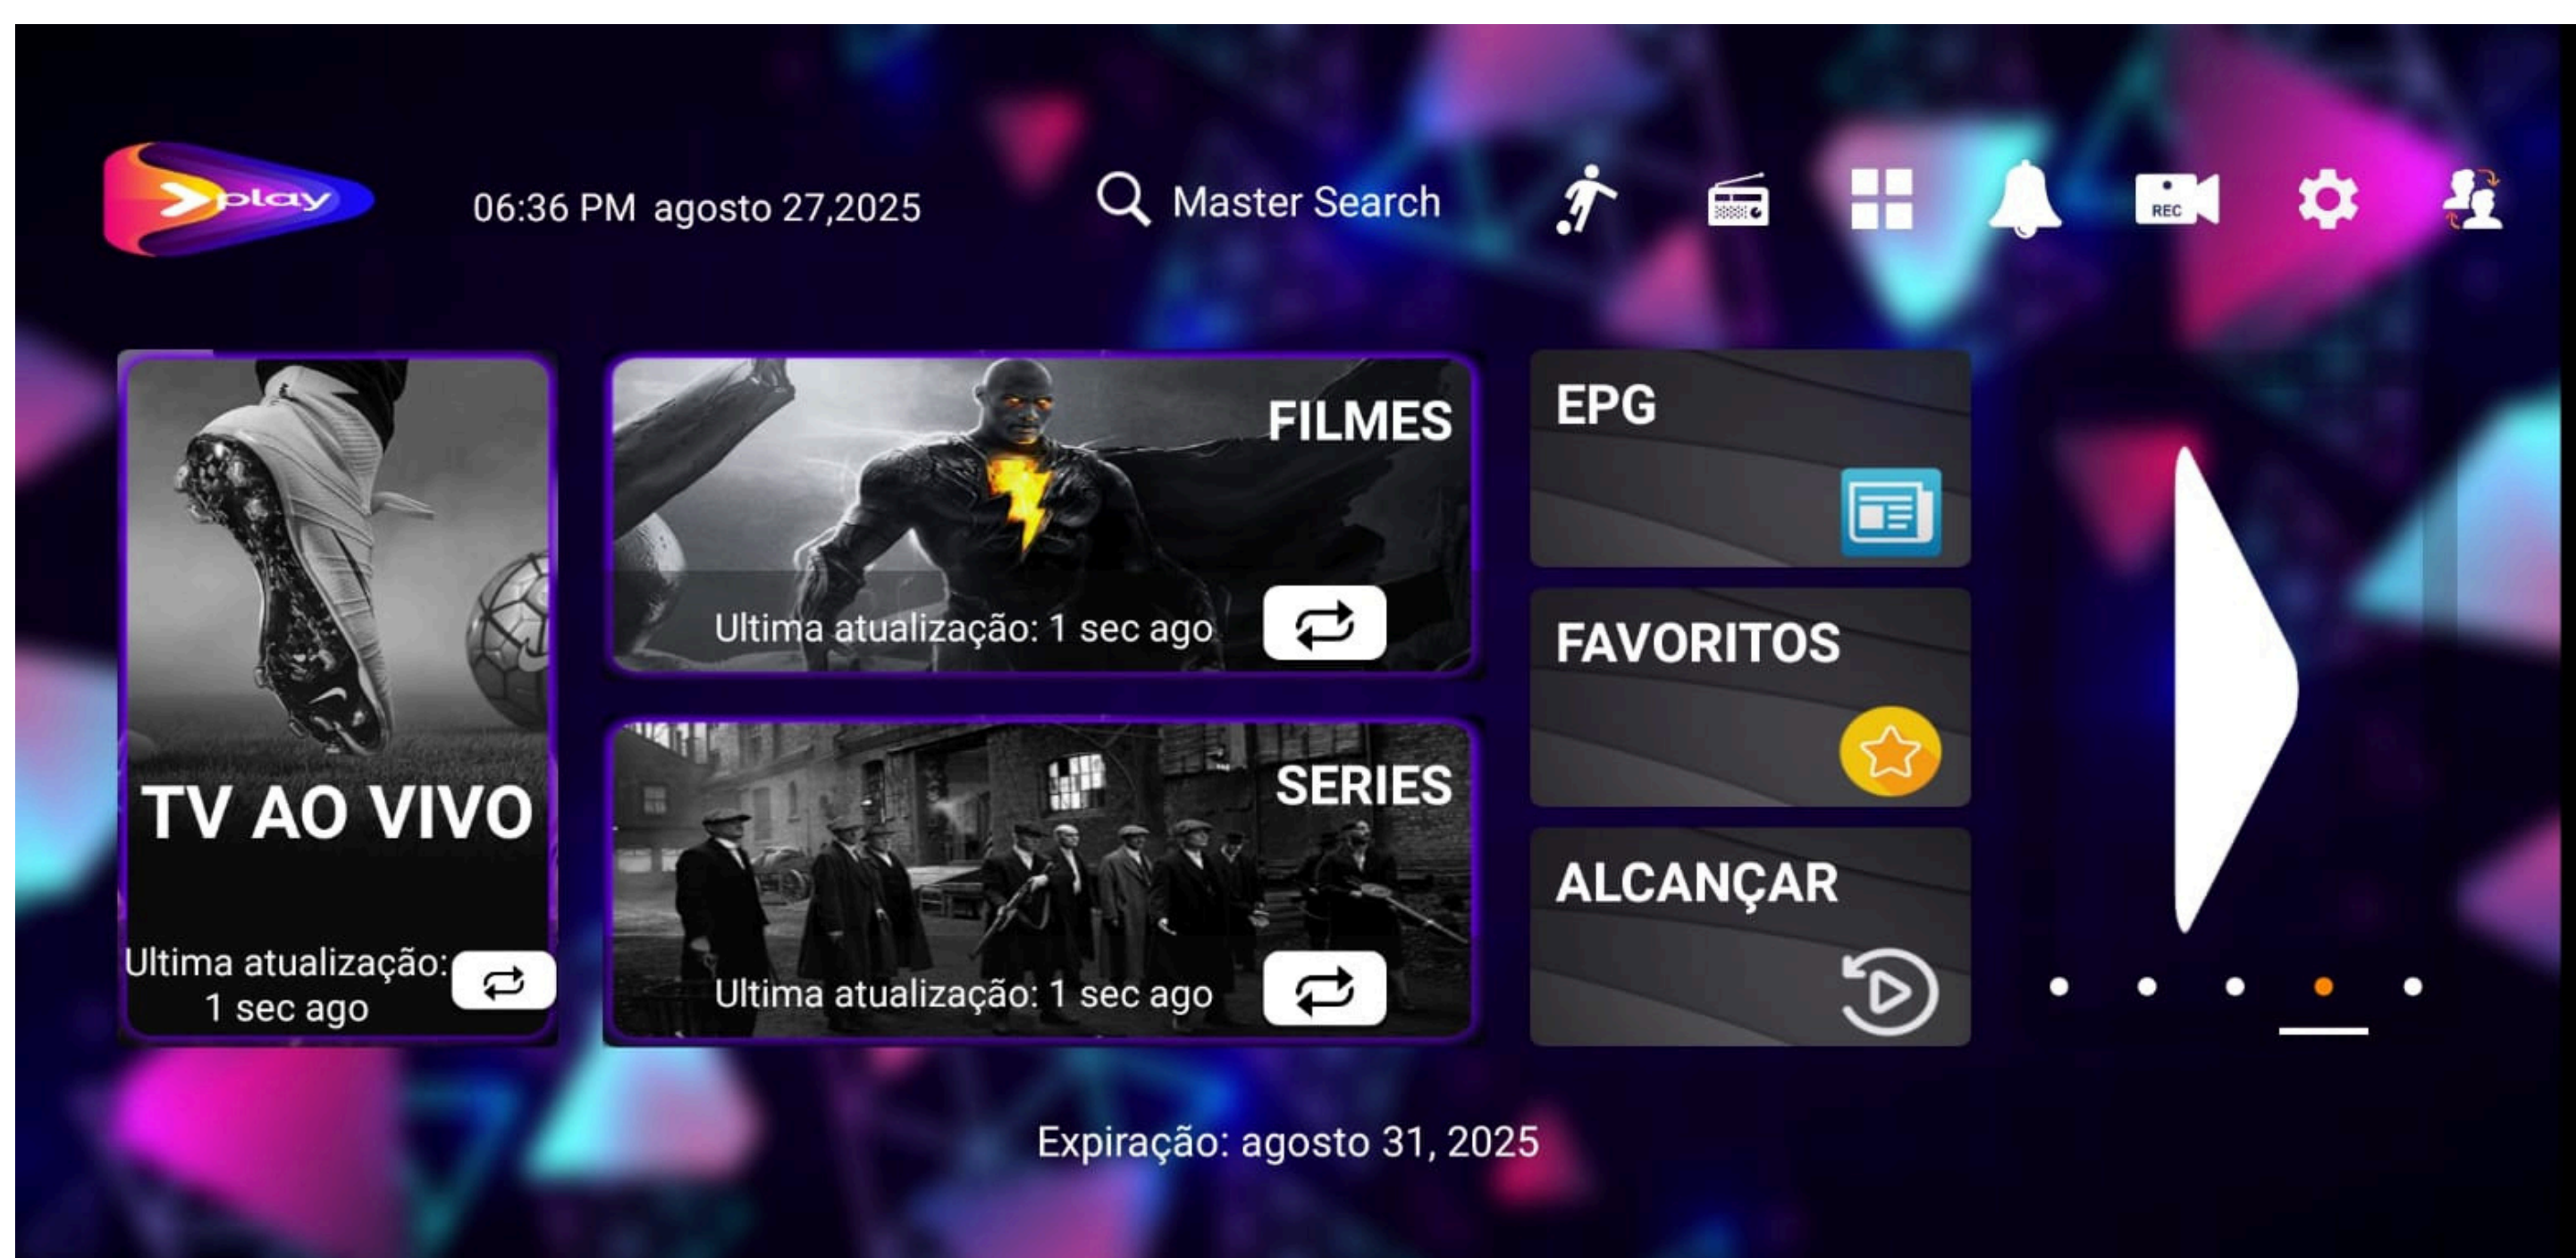 play
06:36 PM agosto 27,2025
Master Search
REC
TV AO VIVO
Ultima atualização:
1 sec ago
FILMES
Ultima atualização: 1 sec ago
SERIES
Ultima atualização: 1 sec ago
EPG
FAVORITOS
ALCANÇAR
Expiração: agosto 31, 2025